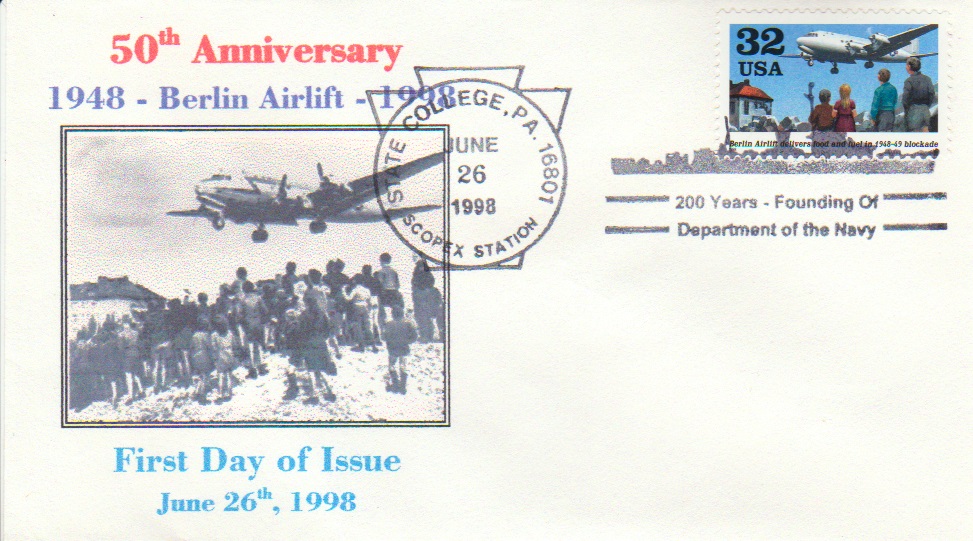 50th Anniversary
1948 - Berlin Airlift - 1998
32
USA
Berlin Airlift delivers food and fuel in 1948-49 blockade
STATE COLLEGE, PA. 16801
JUNE
26
1998
SCOPEX STATION
200 Years - Founding Of
Department of the Navy
First Day of Issue
June 26th, 1998